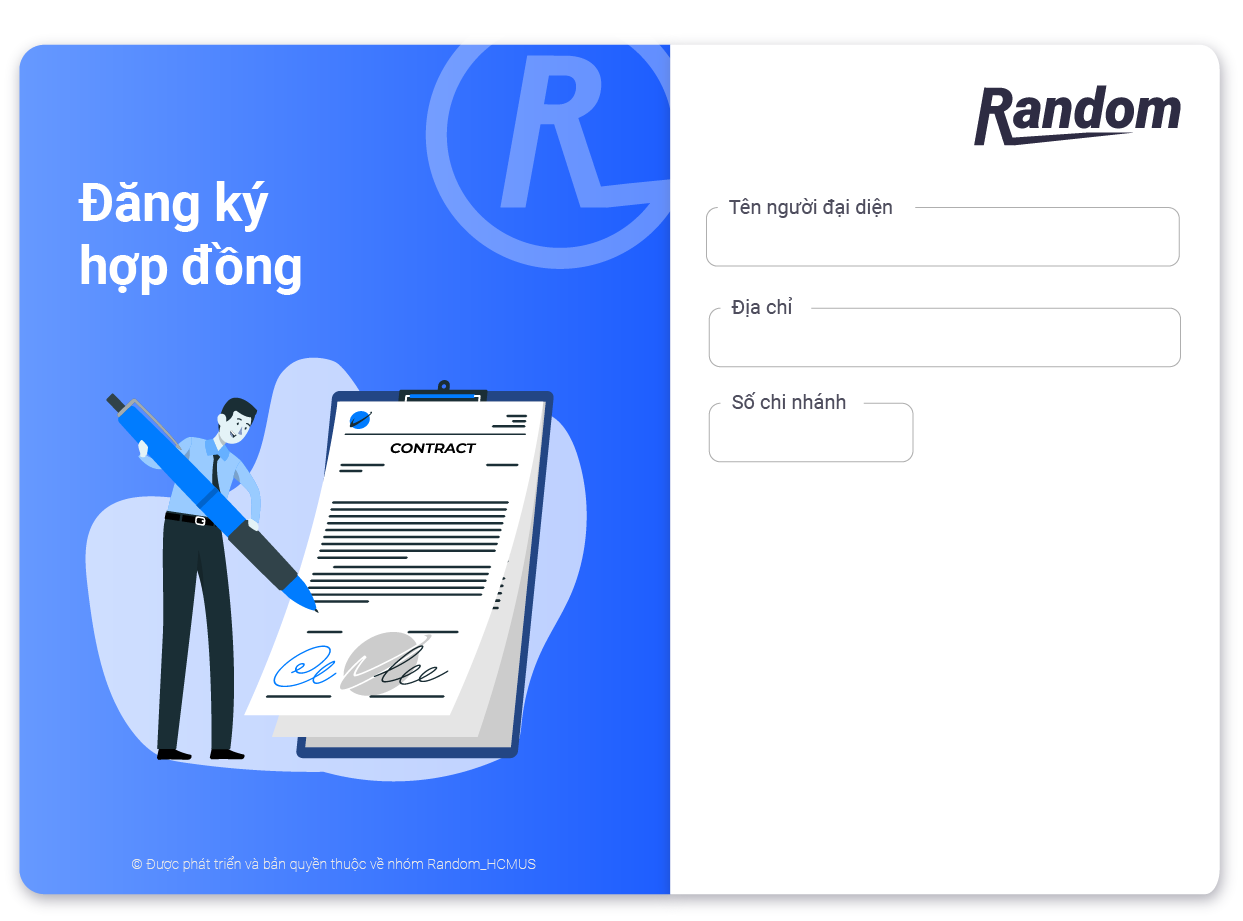 Đăng ký
hợp đồng
CONTRACT
© Được phát triển và bản quyền thuộc về nhóm Random_HCMUS
Random
Tên người đại diện
Địa chỉ
Số chi nhánh